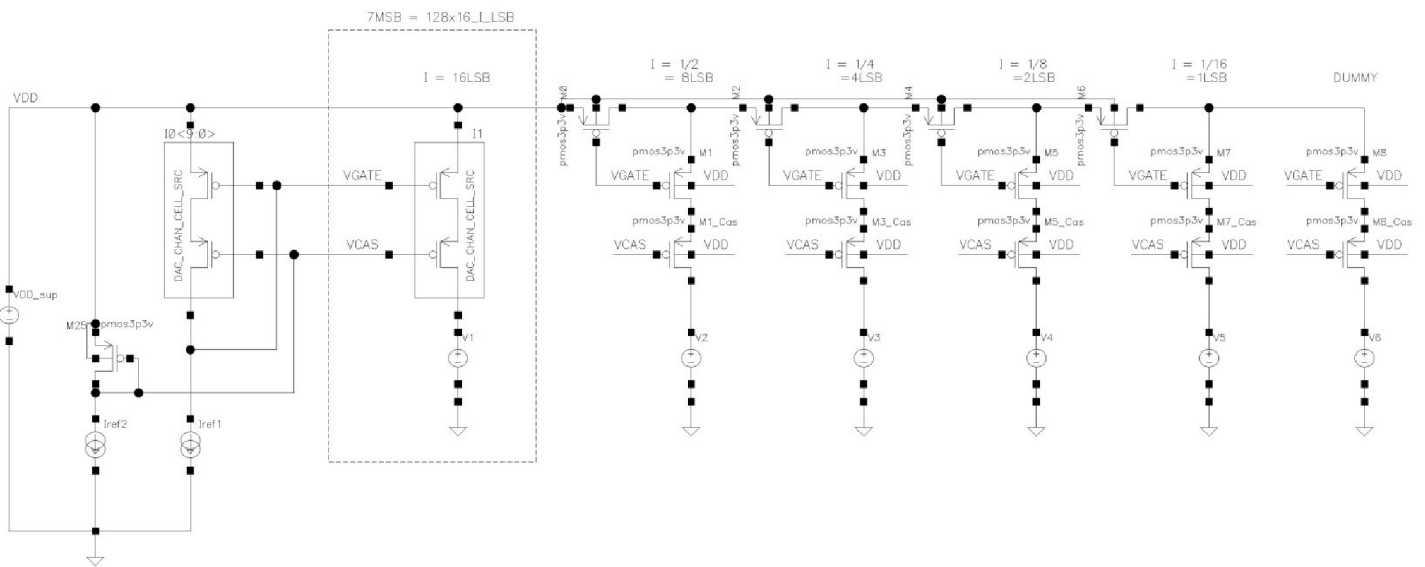 7MSB = 128x16_I_LSB
I = 16LSB
I = 1/2
= 8LSB
I = 1/4
=4LSB
I = 1/8
=2LSB
I = 1/16
=1LSB
DUMMY
VDD
I0<9:0>
I1
M0
M2
M4
M6
pmos3p3v
pmos3p3v
pmos3p3v
pmos3p3v
DAC_CHAN_CELL_SRC
DAC_CHAN_CELL_SRC
VGATE
VCAS
pmos3p3v M1
VGATE VDD
pmos3p3v M1_Cas
VCAS VDD
pmos3p3v M3
VGATE VDD
pmos3p3v M3_Cas
VCAS VDD
pmos3p3v M5
VGATE VDD
pmos3p3v M5_Cas
VCAS VDD
pmos3p3v M7
VGATE VDD
pmos3p3v M7_Cas
VCAS VDD
pmos3p3v M8
VGATE VDD
pmos3p3v M8_Cas
VCAS VDD
VDD_sup
M25 pmos3p3v
V1
V2
V3
V4
V5
V6
Iref2
Iref1